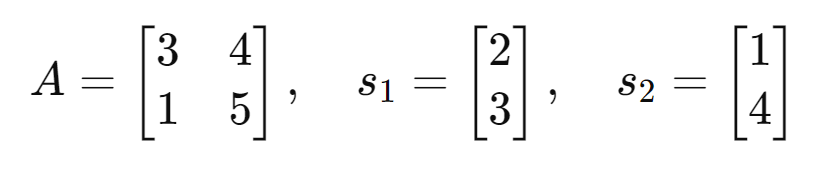 A = [3 4; 1 5], s₁ = [2; 3], s₂ = [1; 4]